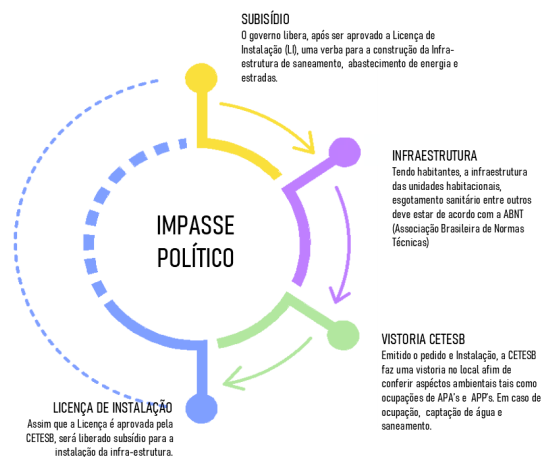 SUBISÍDIO
O governo libera, após ser aprovado a Licença de
Instalação (LI), uma verba para a construção da Infra-
estrutura de saneamento, abastecimento de energia e
estradas.
INFRAESTRUTURA
Tendo habitantes, a infraestrutura
das unidades habitacionais,
esgotamento sanitário entre outros
deve estar de acordo com a ABNT
(Associação Brasileira de Normas
Técnicas)
IMPASSE
POLÍTICO
VISTORIA CETESB
Emitido o pedido e Instalação, a CETESB
faz uma vistoria no local afim de
conferir aspéctos ambientais tais como
ocupações de APA's e APP's. Em caso de
ocupação, captação de água e
saneamento.
LICENÇA DE INSTALAÇÃO
Assim que a Licença é aprovada pela
CETESB, será liberado subsídio para a
instalação da infra-estrutura.